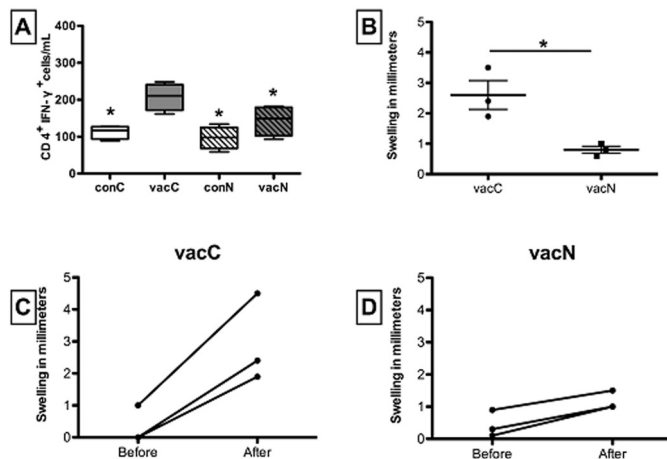 A
CD 4+ IFN-γ +cells/mL
400
300
200
100
0
*
*
*
conC
vacC
conN
vacN
B
Swelling in millimeters
5
4
3
2
1
0
*
vacC
vacN
C
vacC
Swelling in millimeters
5
4
3
2
1
0
Before
After
D
vacN
Swelling in millimeters
5
4
3
2
1
0
Before
After